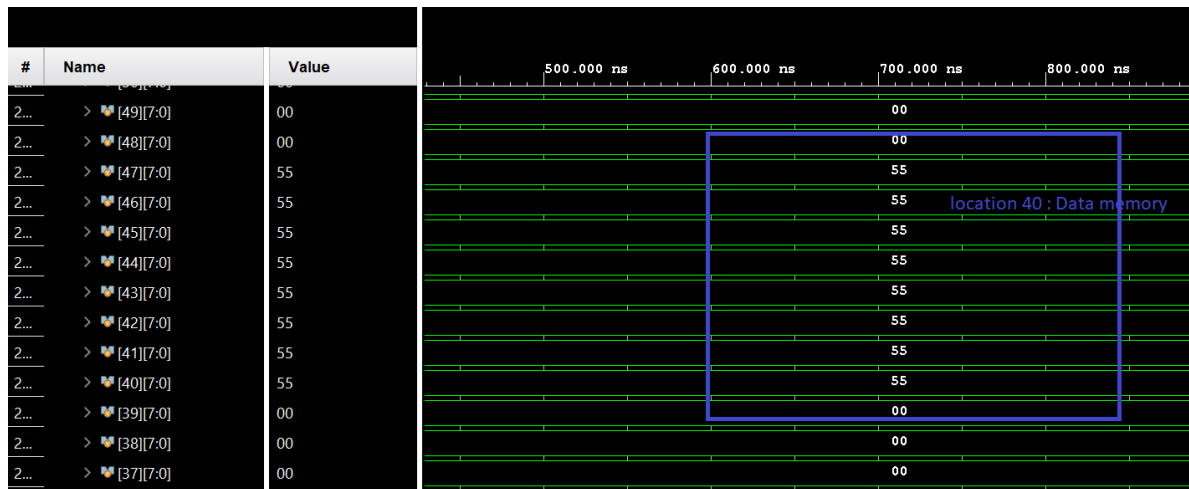 # Name Value
500.000 ns 600.000 ns 700.000 ns 800.000 ns
2... [49][7:0] 00 00
2... [48][7:0] 00 00
2... [47][7:0] 55 55
2... [46][7:0] 55 55 location 40 : Data memory
2... [45][7:0] 55 55
2... [44][7:0] 55 55
2... [43][7:0] 55 55
2... [42][7:0] 55 55
2... [41][7:0] 55 55
2... [40][7:0] 55 55
2... [39][7:0] 00 00
2... [38][7:0] 00 00
2... [37][7:0] 00 00